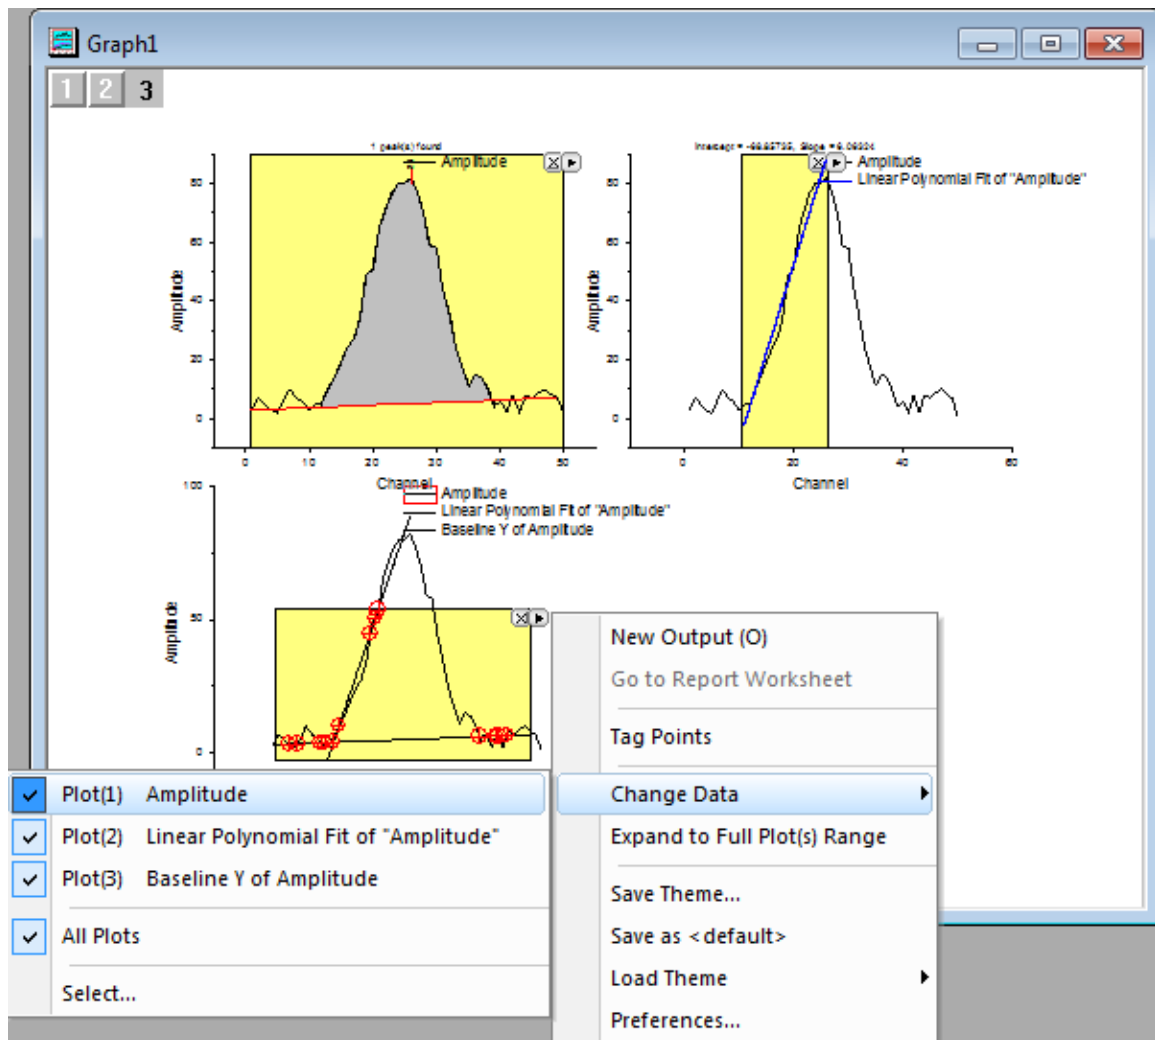 Graph1
1 2 3
1 peak(s) found
Amplitude
80
60
40
20
0
Amplitude
0 10 20 30 40 50
Channel
Amplitude
Linear Polynomial Fit of "Amplitude"
80
60
40
20
0
Amplitude
0 20 40 60
Channel
Amplitude
Linear Polynomial Fit of "Amplitude"
Baseline Y of Amplitude
100
50
0
Amplitude
New Output (O)
Go to Report Worksheet
Tag Points
Change Data
Expand to Full Plot(s) Range
Save Theme...
Save as <default>
Load Theme
Preferences...
Plot(1) Amplitude
Plot(2) Linear Polynomial Fit of "Amplitude"
Plot(3) Baseline Y of Amplitude
All Plots
Select...